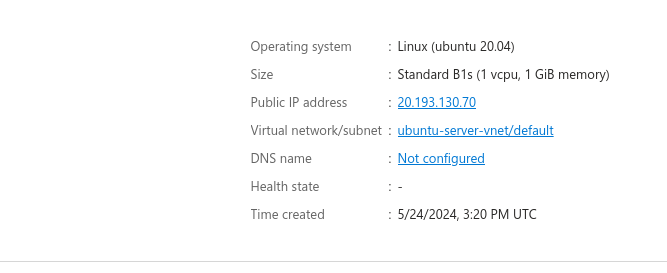 Operating system : Linux (ubuntu 20.04)
Size : Standard B1s (1 vcpu, 1 GiB memory)
Public IP address : 20.193.130.70
Virtual network/subnet : ubuntu-server-vnet/default
DNS name : Not configured
Health state : -
Time created : 5/24/2024, 3:20 PM UTC